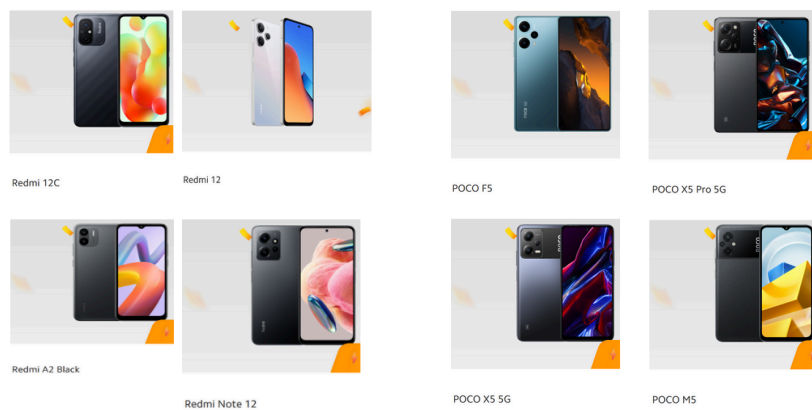 Redmi 12C
Redmi 12
POCO F5
POCO X5 Pro 5G
Redmi A2 Black
Redmi Note 12
POCO X5 5G
POCO M5